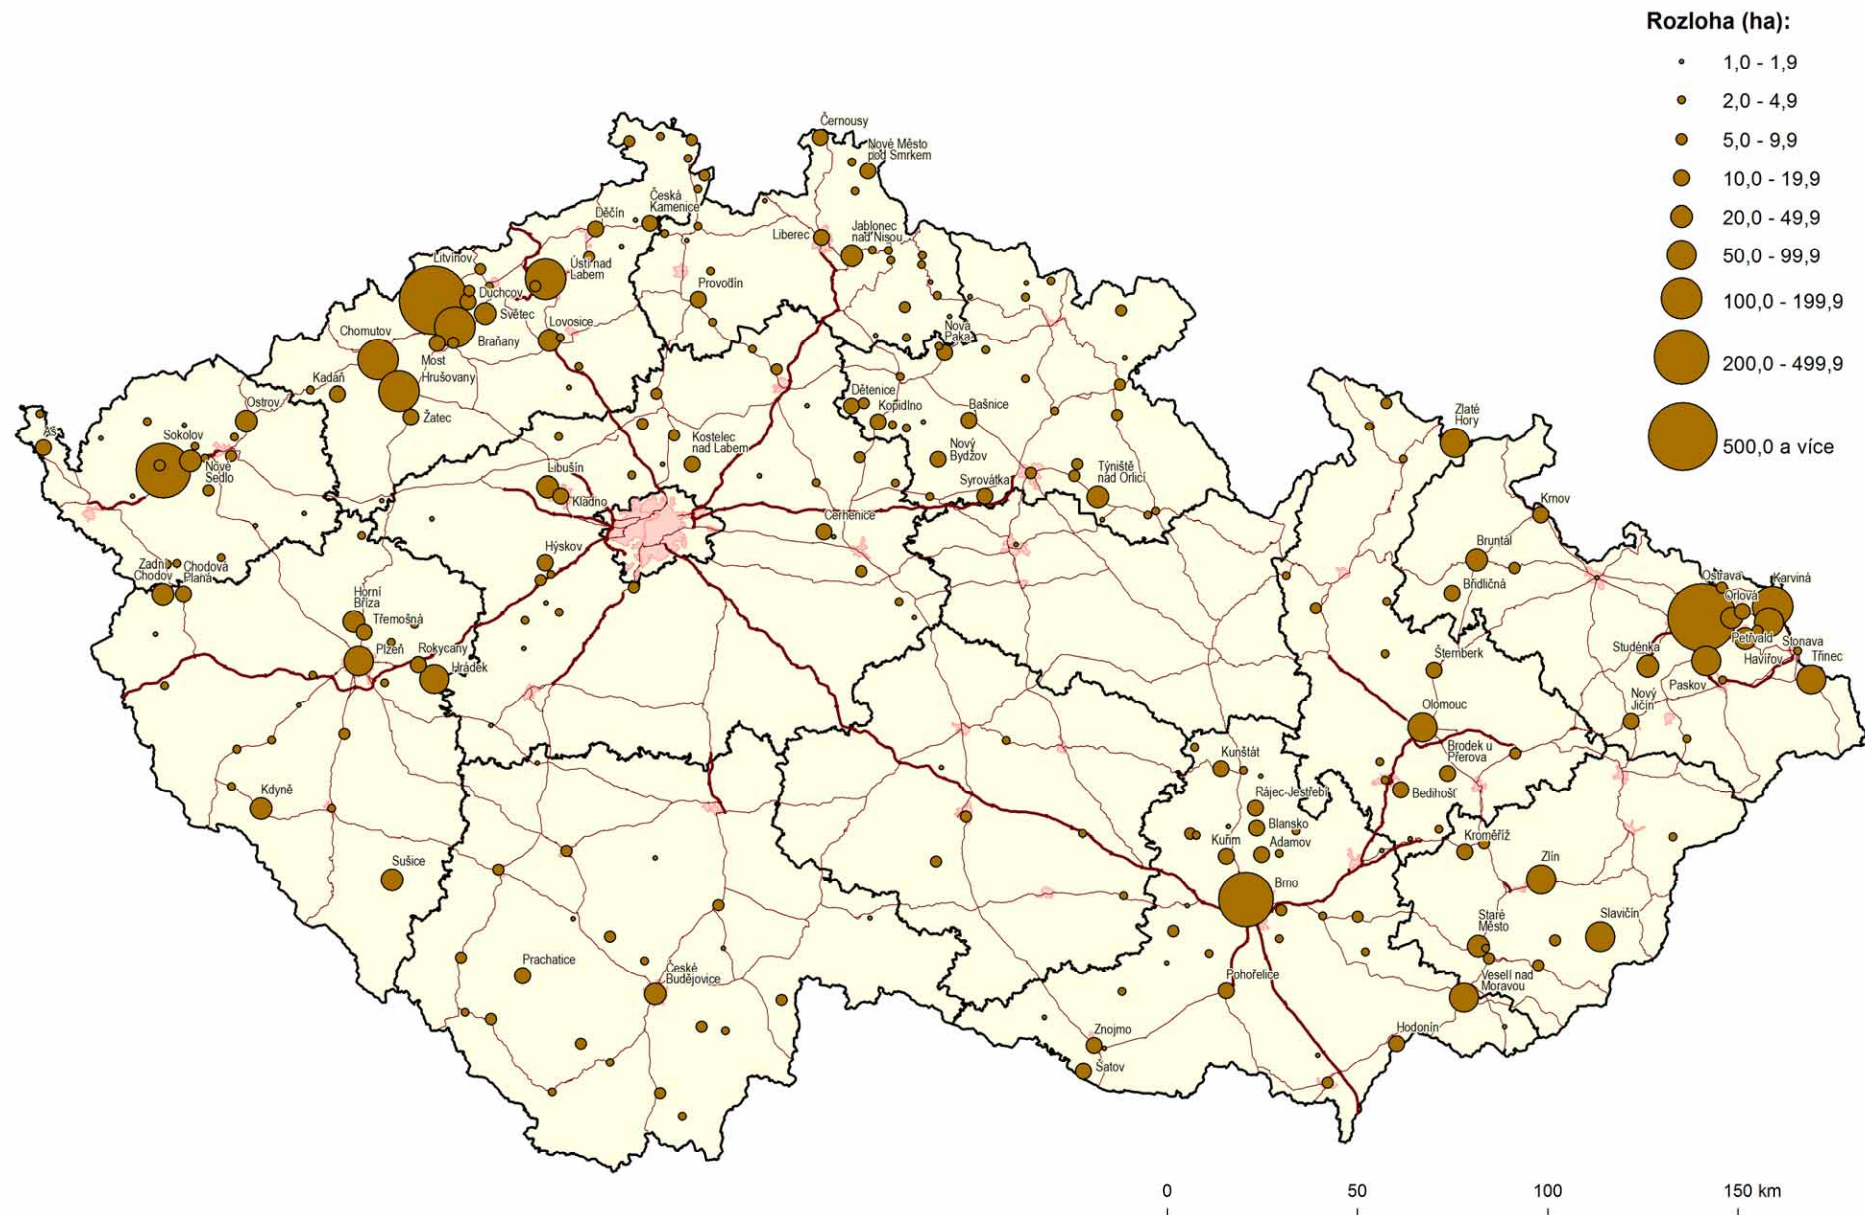 Rozloha (ha):
1,0 - 1,9
2,0 - 4,9
5,0 - 9,9
10,0 - 19,9
20,0 - 49,9
50,0 - 99,9
100,0 - 199,9
200,0 - 499,9
500,0 a více
Černousy
Nové Město
pod Smrkem
Česká
Kamenice
Děčín
Liberec
Jablonec
nad Nisou
Litvínov
Ústí nad
Labem
Duchcov
Provodín
Světec
Lovosice
Chomutov
Braňany
Nová
Paka
Most
Hrušovany
Kadaň
Dětenice
Ostrov
Žatec
Kopidlno
Bašnice
Zlaté
Hory
Aš
Sokolov
Kostelec
nad Labem
Nový
Bydžov
Nové
Sedlo
Libušín
Týniště
nad Orlicí
Syrovátka
Kladno
Krnov
Cerhenice
Hýskov
Bruntál
Zadní
Chodov
Chodová
Planá
Břidličná
Ostrava
Karviná
Horní
Bříza
Orlová
Třemošná
Petřvald
Stonava
Plzeň
Rokycany
Studénka
Havířov
Třinec
Hrádek
Šternberk
Paskov
Nový
Jičín
Olomouc
Kunštát
Brodek u
Přerova
Bedihošť
Kdyně
Rájec-Jestřebí
Blansko
Kuřim
Adamov
Kroměříž
Sušice
Zlín
Brno
Staré
Město
Slavičín
Prachatice
České
Budějovice
Pohořelice
Veselí nad
Moravou
Znojmo
Hodonín
Šatov
0
50
100
150 km